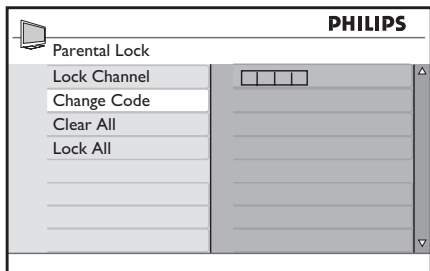 PHILIPS
Parental Lock
Lock Channel
Change Code
Clear All
Lock All